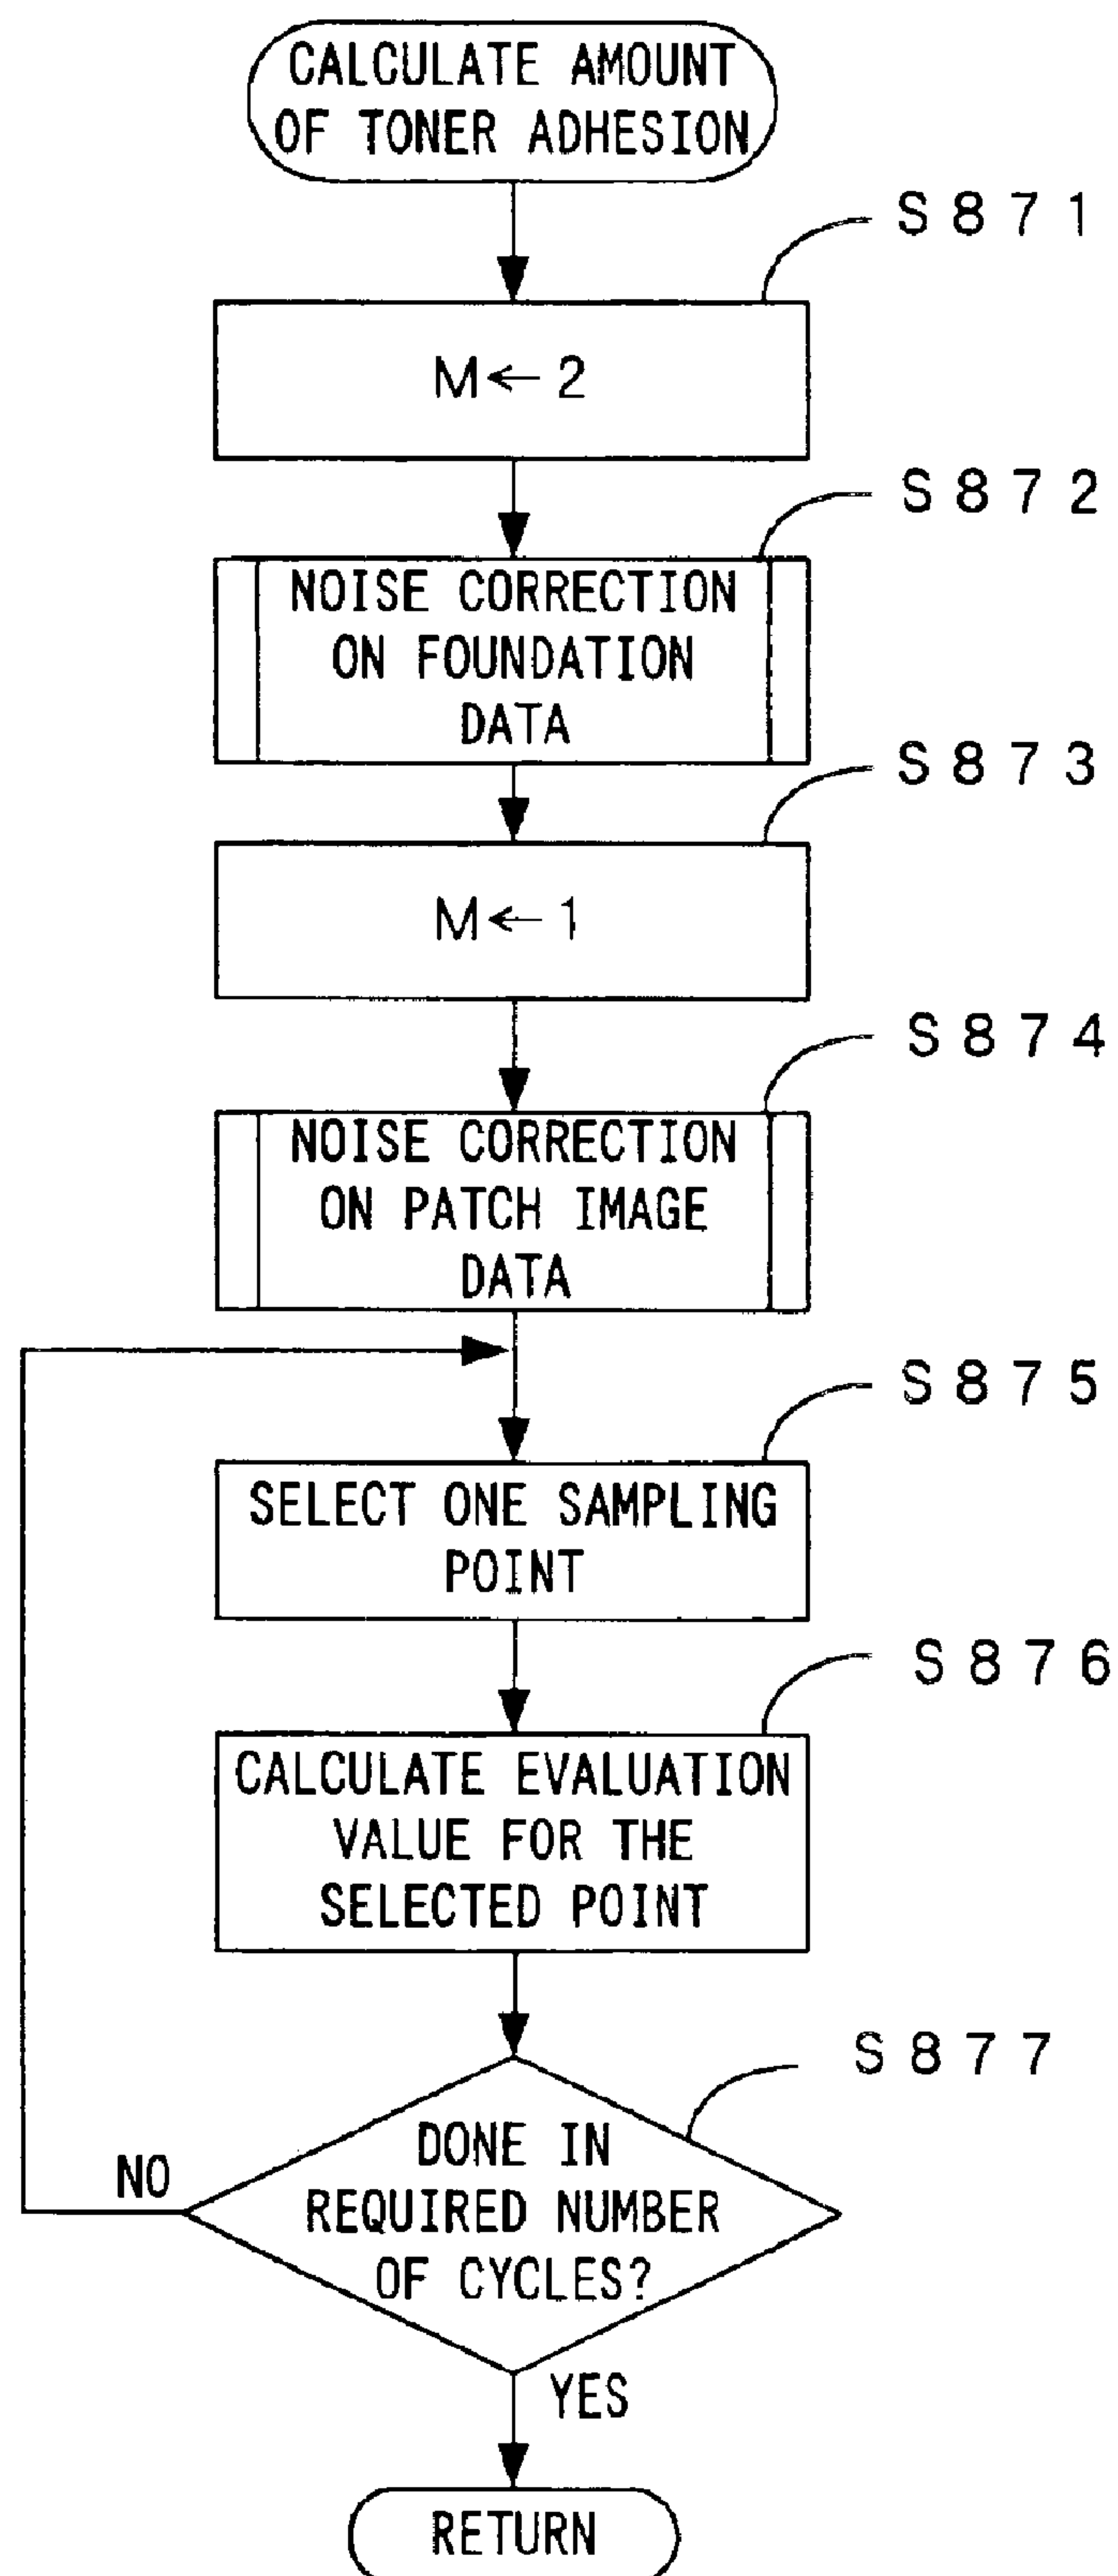 CALCULATE AMOUNT
OF TONER ADHESION
S871
M←2
S872
NOISE CORRECTION
ON FOUNDATION
DATA
S873
M←1
S874
NOISE CORRECTION
ON PATCH IMAGE
DATA
S875
SELECT ONE SAMPLING
POINT
S876
CALCULATE EVALUATION
VALUE FOR THE
SELECTED POINT
S877
DONE IN
REQUIRED NUMBER
OF CYCLES?
NO
YES
RETURN